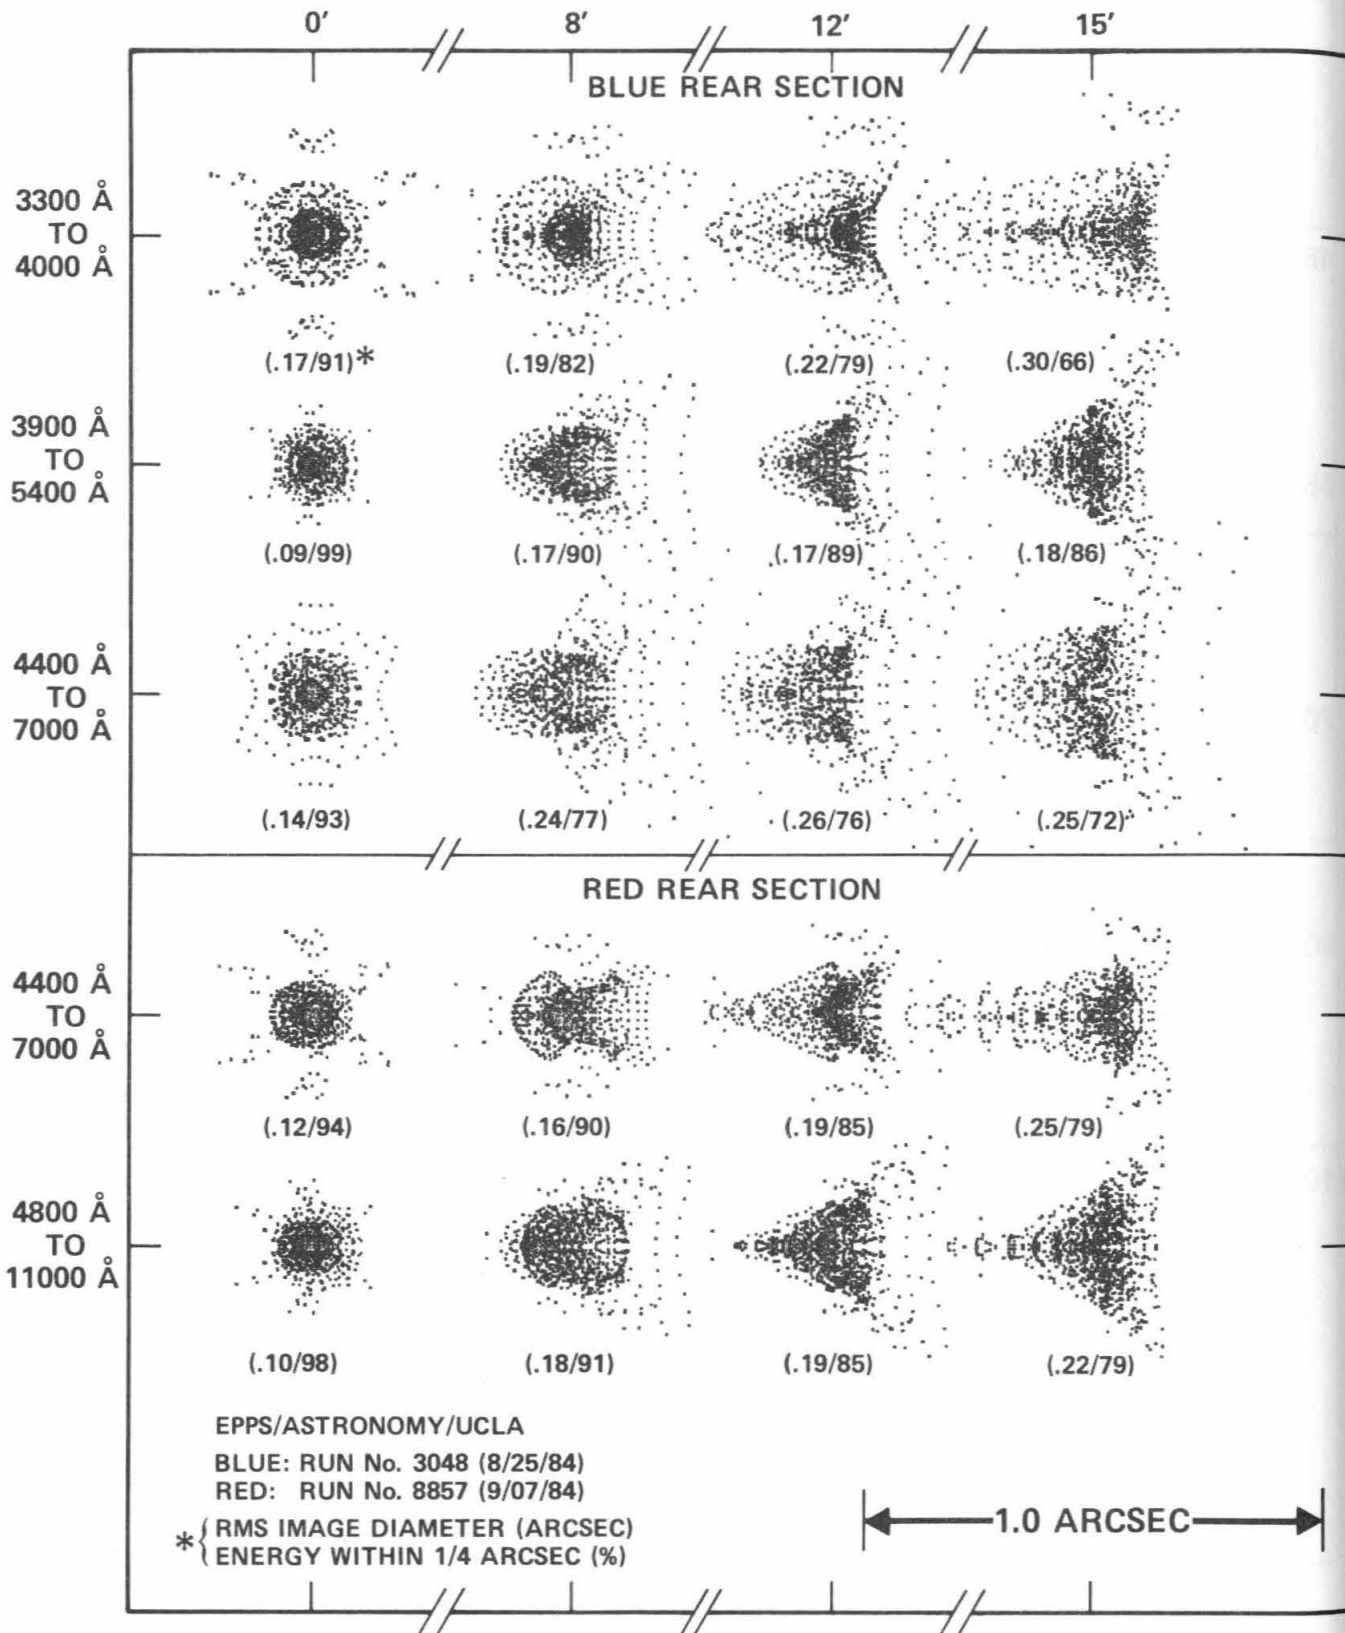 0' 8' 12' 15'
BLUE REAR SECTION
3300 Å
TO
4000 Å
(.17/91)* (.19/82) (.22/79) (.30/66)
3900 Å
TO
5400 Å
(.09/99) (.17/90) (.17/89) (.18/86)
4400 Å
TO
7000 Å
(.14/93) (.24/77) (.26/76) (.25/72)
RED REAR SECTION
4400 Å
TO
7000 Å
(.12/94) (.16/90) (.19/85) (.25/79)
4800 Å
TO
11000 Å
(.10/98) (.18/91) (.19/85) (.22/79)
EPPS/ASTRONOMY/UCLA
BLUE: RUN No. 3048 (8/25/84)
RED: RUN No. 8857 (9/07/84)
* { RMS IMAGE DIAMETER (ARCSEC)
ENERGY WITHIN 1/4 ARCSEC (%)
1.0 ARCSEC